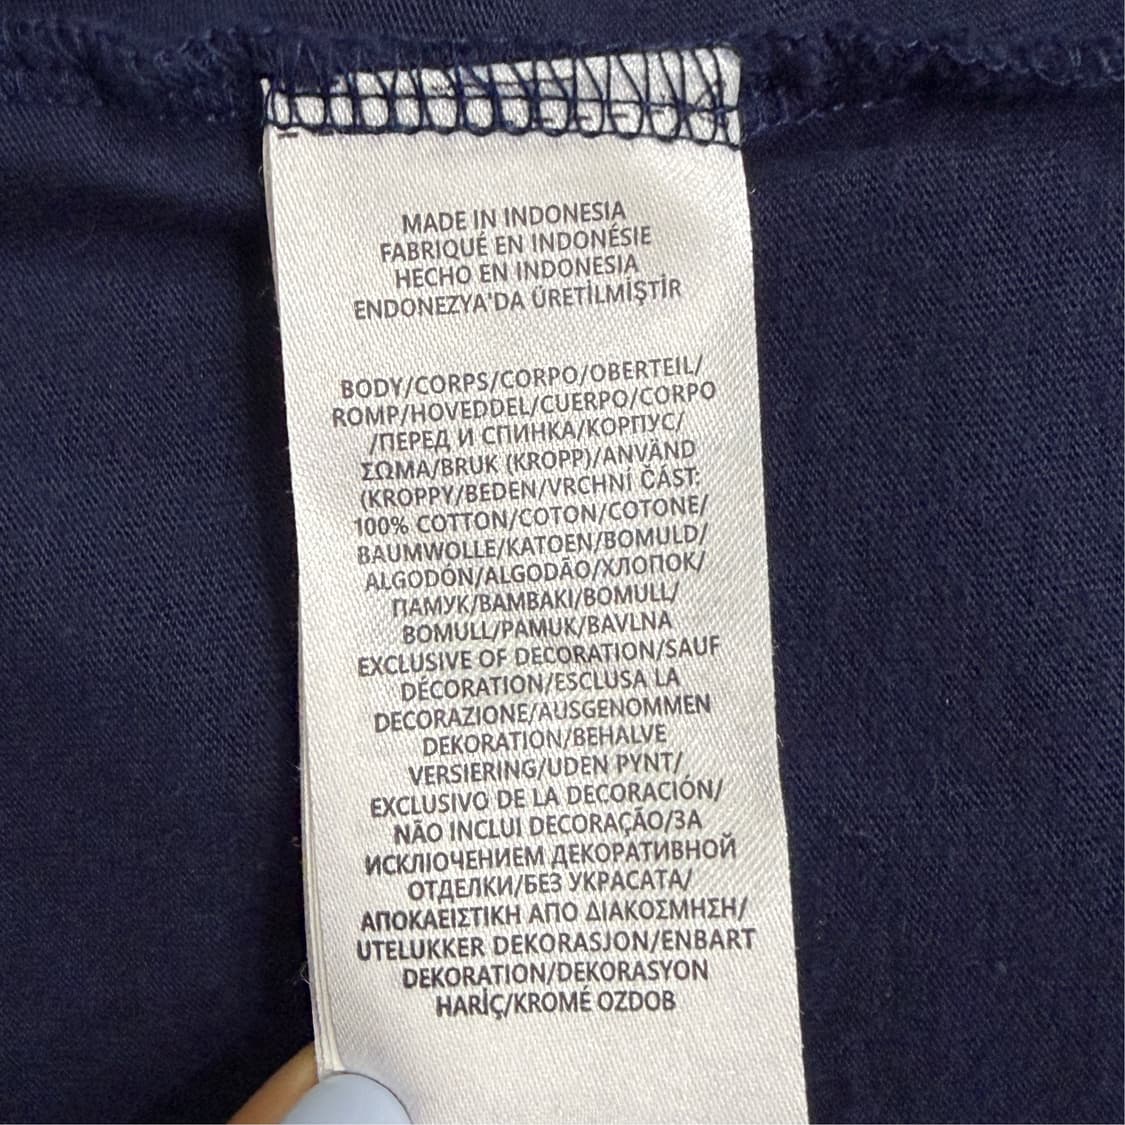 MADE IN INDONESIA
FABRIQUÉ EN INDONÉSIE
HECHO EN INDONESIA
ENDONEZYA'DA ÜRETİLMİŞTİR
BODY/CORPS/CORPO/OBERTEIL/
ROMP/HOVEDDEL/CUERPO/CORPO
/ПЕРЕД И СПИНКА/КОРПУС/
ΣΩΜΑ/BRUK (KROPP)/ANVÄND
(KROPPY/BEDEN/VRCHNÍ ČÁST:
100% COTTON/COTON/COTONE/
BAUMWOLLE/KATOEN/BOMULD/
ALGODÓN/ALGODÃO/ХЛОПОК/
ПАМУК/BAMBAKI/BOMULL/
BOMULL/PAMUK/BAVLNA
EXCLUSIVE OF DECORATION/SAUF
DÉCORATION/ESCLUSA LA
DECORAZIONE/AUSGENOMMEN
DEKORATION/BEHALVE
VERSIERING/UDEN PYNT/
EXCLUSIVO DE LA DECORACIÓN/
NÃO INCLUI DECORAÇÃO/ЗА
ИСКЛЮЧЕНИЕМ ДЕКОРАТИВНОЙ
ОТДЕЛКИ/БЕЗ УКРАСАТА/
ΑΠΟΚΛΕΙΣΤΙΚΗ ΑΠΟ ΔΙΑΚΟΣΜΗΣΗ/
UTELUKKER DEKORASJON/ENBART
DEKORATION/DEKORASYON
HARİÇ/KROMÉ OZDOB